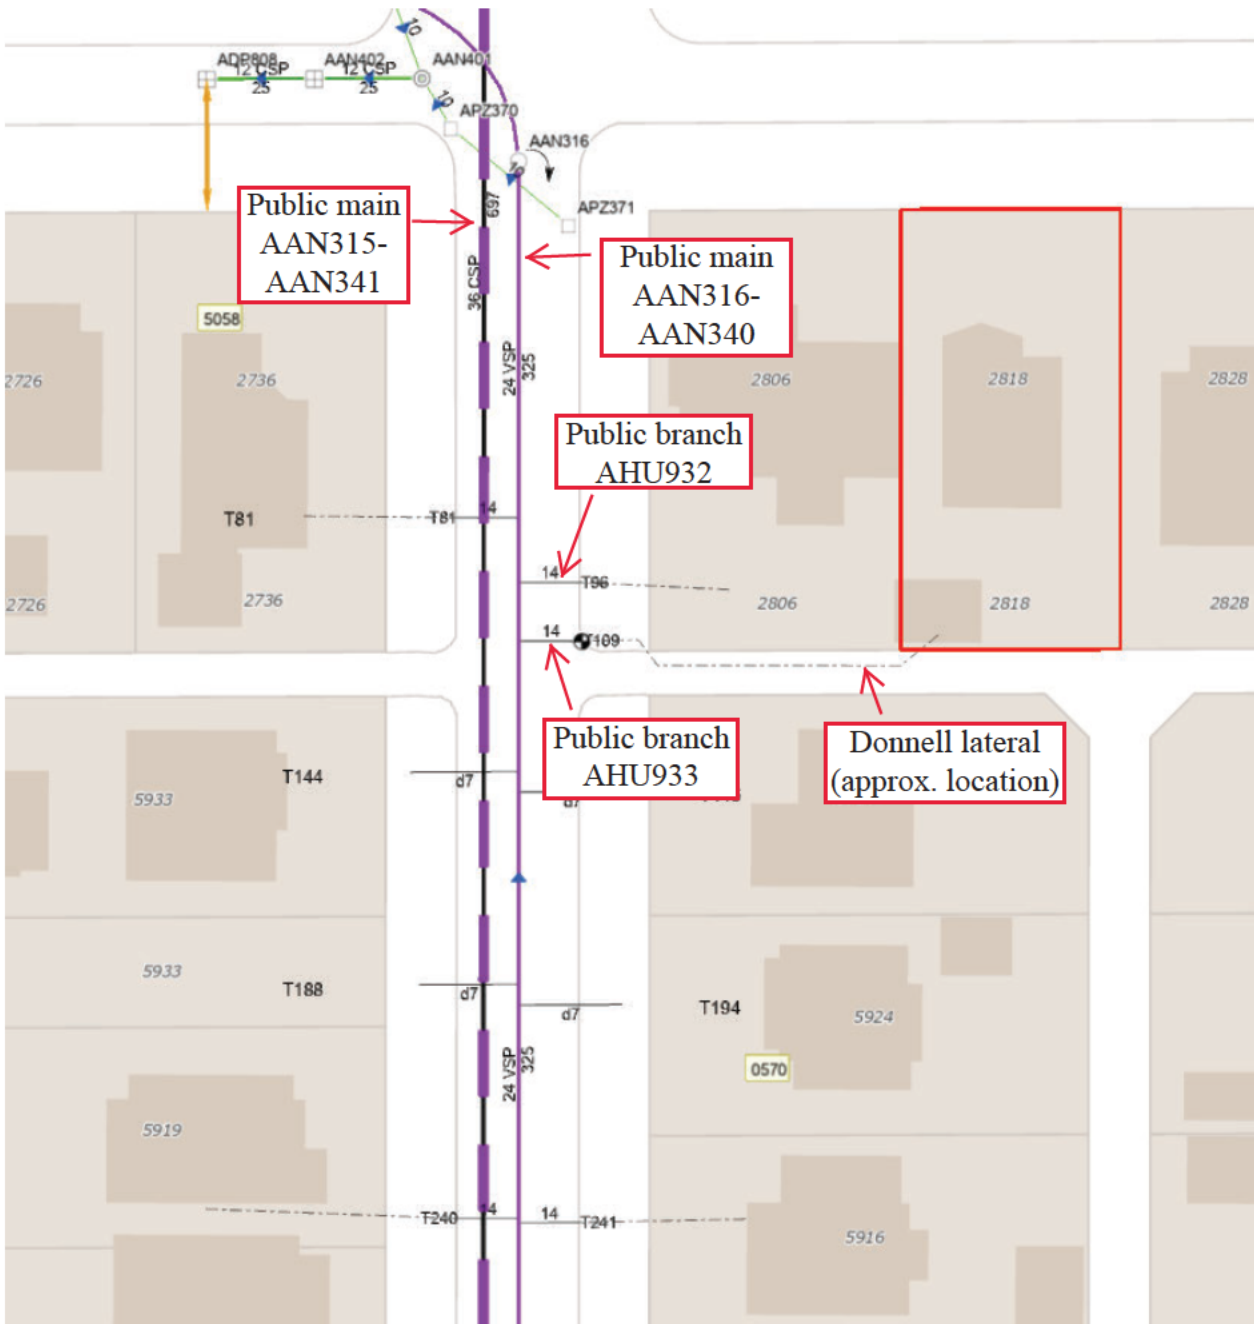 10
ADP808
AAN402
AAN401
12 CSP
12 CSP
25
25
10
APZ370
AAN316
10
APZ371
697
Public main
AAN315-
AAN341
Public main
AAN316-
AAN340
36 CSP
5058
24 VSP
325
2726
2736
2806
2818
2828
Public branch
AHU932
T81
T81
14
14
T96
2726
2736
2806
2818
2828
14
T109
Public branch
AHU933
Donnell lateral
(approx. location)
5933
T144
d7
d7
5933
T188
d7
d7
T194
5924
24 VSP
325
0570
5919
T240
14
14
T241
5916